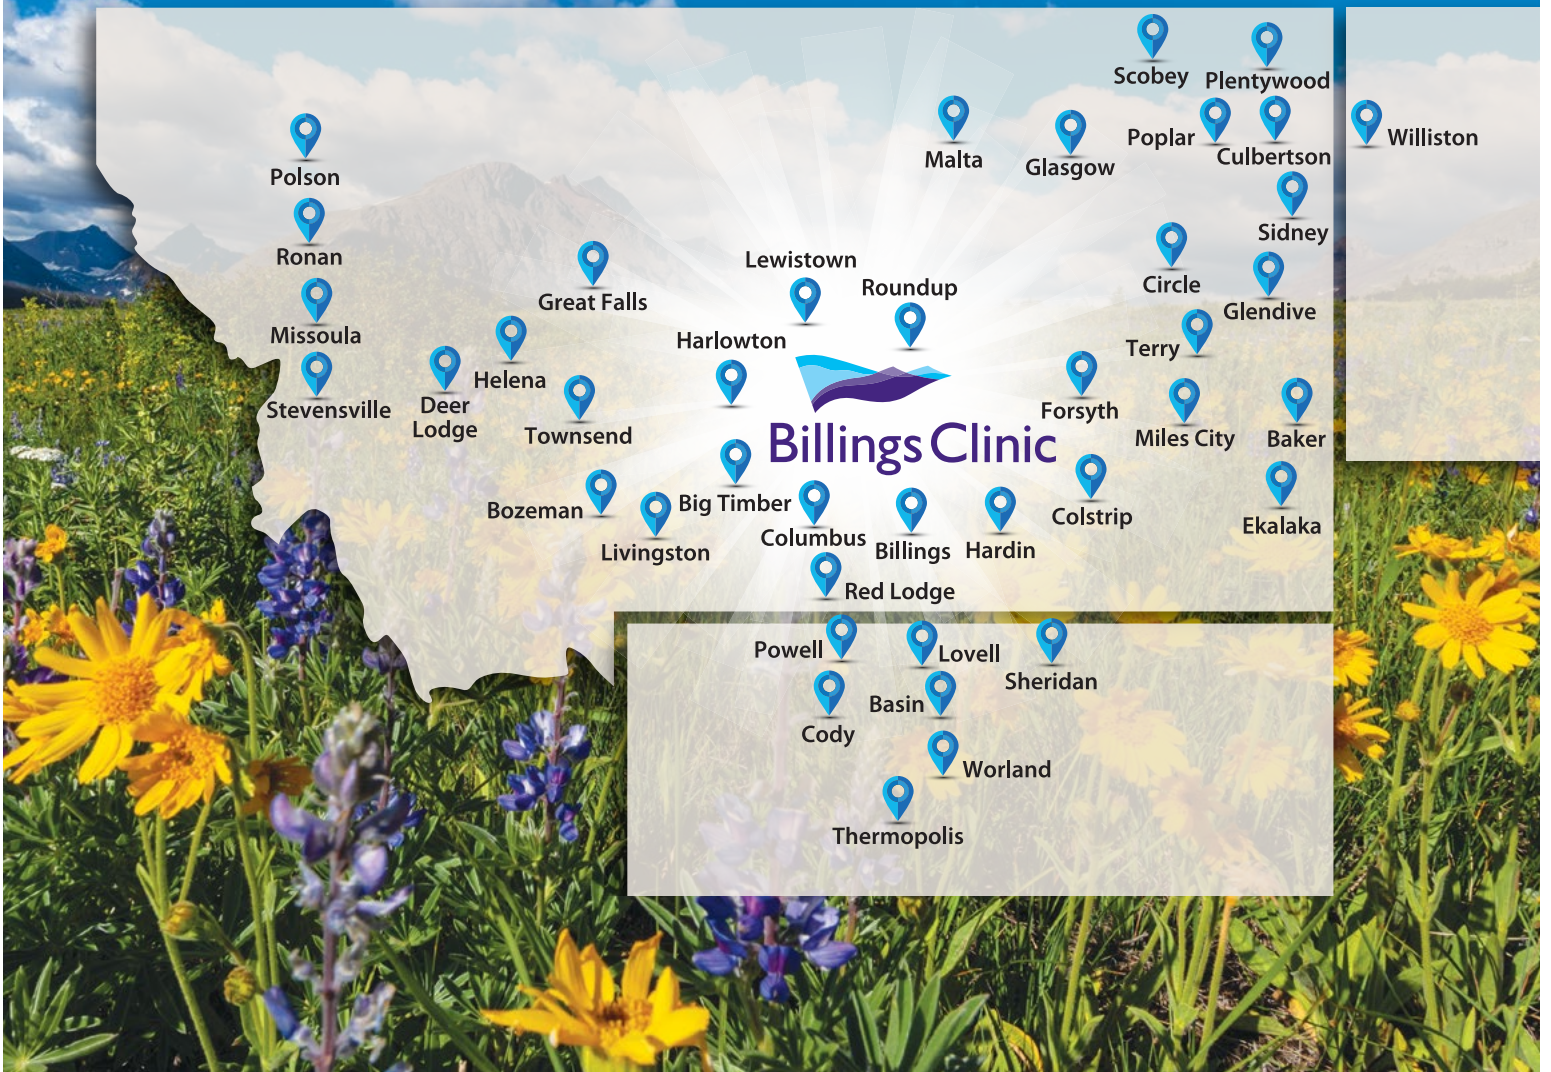 Scobey
Plentywood
Polson
Malta
Glasgow
Poplar
Culbertson
Williston
Ronan
Sidney
Great Falls
Lewistown
Roundup
Circle
Glendive
Missoula
Harlowton
Terry
Stevensville
Deer
Lodge
Helena
Townsend
Forsyth
Miles City
Baker
Billings Clinic
Bozeman
Livingston
Big Timber
Columbus
Billings
Hardin
Colstrip
Ekalaka
Red Lodge
Powell
Lovell
Sheridan
Cody
Basin
Worland
Thermopolis